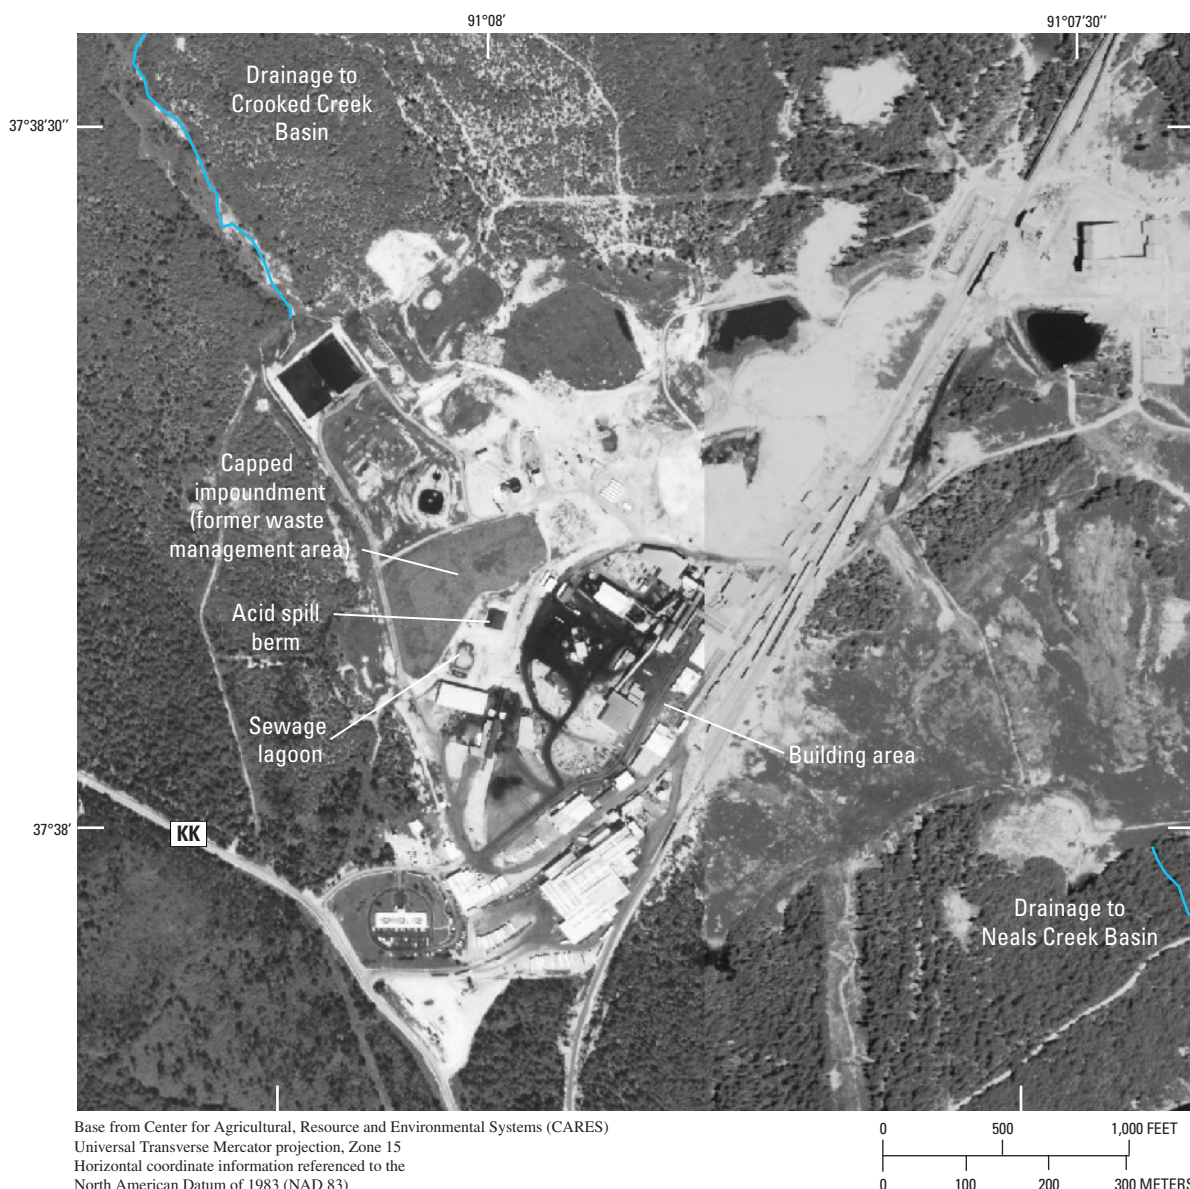 91°08'
91°07'30''
37°38'30''
Drainage to
Crooked Creek
Basin
Capped
impoundment
(former waste
management area)
Acid spill
berm
Sewage
lagoon
Building area
37°38'
KK
Drainage to
Neals Creek Basin
Base from Center for Agricultural, Resource and Environmental Systems (CARES)
Universal Transverse Mercator projection, Zone 15
Horizontal coordinate information referenced to the
North American Datum of 1983 (NAD 83)
0 500 1,000 FEET
0 100 200 300 METERS